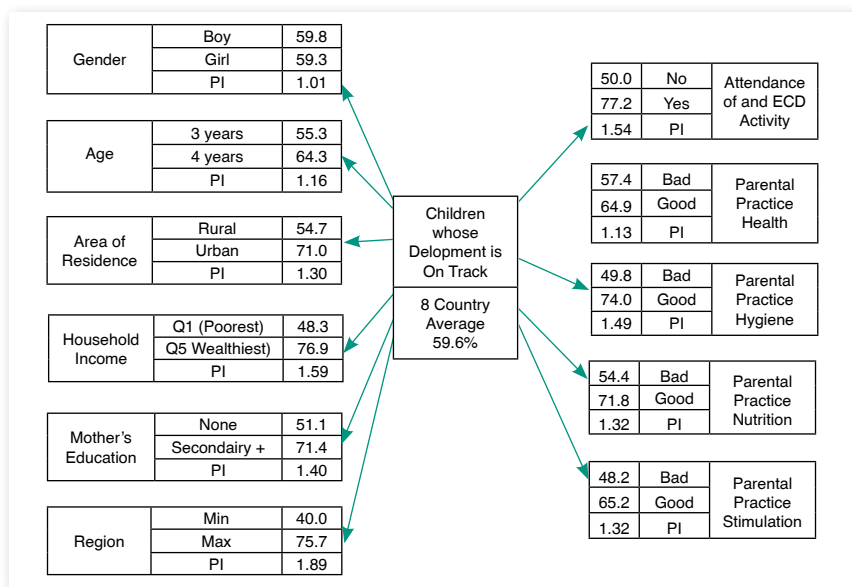 Gender
Boy 59.8
Girl 59.3
PI 1.01
Age
3 years 55.3
4 years 64.3
PI 1.16
Area of
Residence
Rural 54.7
Urban 71.0
PI 1.30
Household
Income
Q1 (Poorest) 48.3
Q5 Wealthiest) 76.9
PI 1.59
Mother's
Education
None 51.1
Secondairy + 71.4
PI 1.40
Region
Min 40.0
Max 75.7
PI 1.89
Children
whose
Delopment is
On Track
8 Country
Average
59.6%
50.0 No
77.2 Yes
1.54 PI
Attendance
of and ECD
Activity
57.4 Bad
64.9 Good
1.13 PI
Parental
Practice
Health
49.8 Bad
74.0 Good
1.49 PI
Parental
Practice
Hygiene
54.4 Bad
71.8 Good
1.32 PI
Parental
Practice
Nutrition
48.2 Bad
65.2 Good
1.32 PI
Parental
Practice
Stimulation